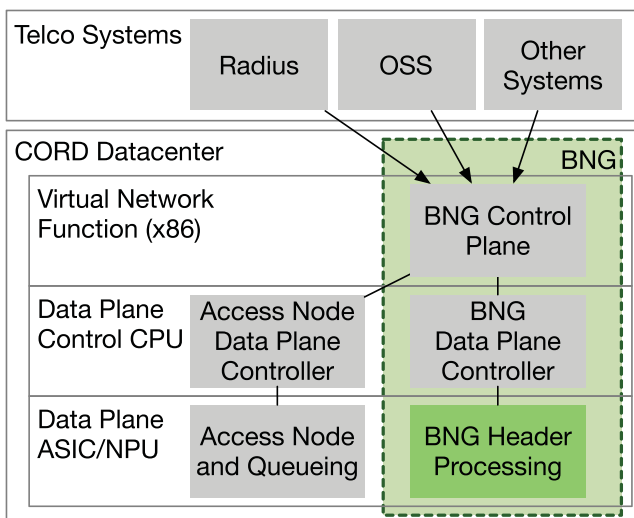 Telco Systems
Radius
OSS
Other
Systems
CORD Datacenter
BNG
Virtual Network
Function (x86)
BNG Control
Plane
Data Plane
Control CPU
Access Node
Data Plane
Controller
BNG
Data Plane
Controller
Data Plane
ASIC/NPU
Access Node
and Queueing
BNG Header
Processing